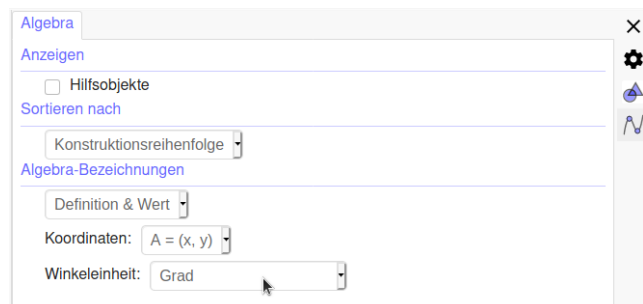 Algebra
Anzeigen
Hilfsobjekte
Sortieren nach
Konstruktionsreihenfolge
Algebra-Bezeichnungen
Definition & Wert
Koordinaten: A = (x, y)
Winkeleinheit: Grad